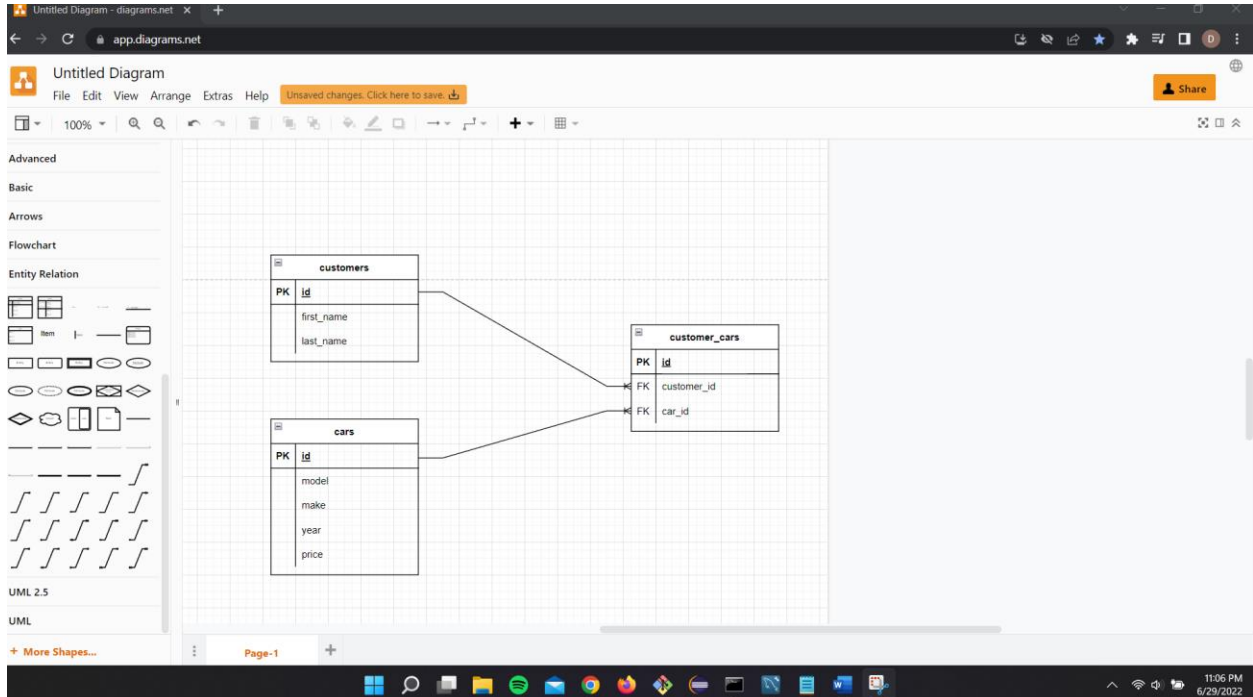 Untitled Diagram - diagrams.net
app.diagrams.net
D
Untitled Diagram
File Edit View Arrange Extras Help Unsaved changes. Click here to save.
Share
100%
Advanced
Basic
Arrows
Flowchart
Entity Relation
Item
UML 2.5
UML
+ More Shapes...
customers
PK id
first_name
last_name
cars
PK id
model
make
year
price
customer_cars
PK id
FK customer_id
FK car_id
Page-1
11:06 PM
6/29/2022